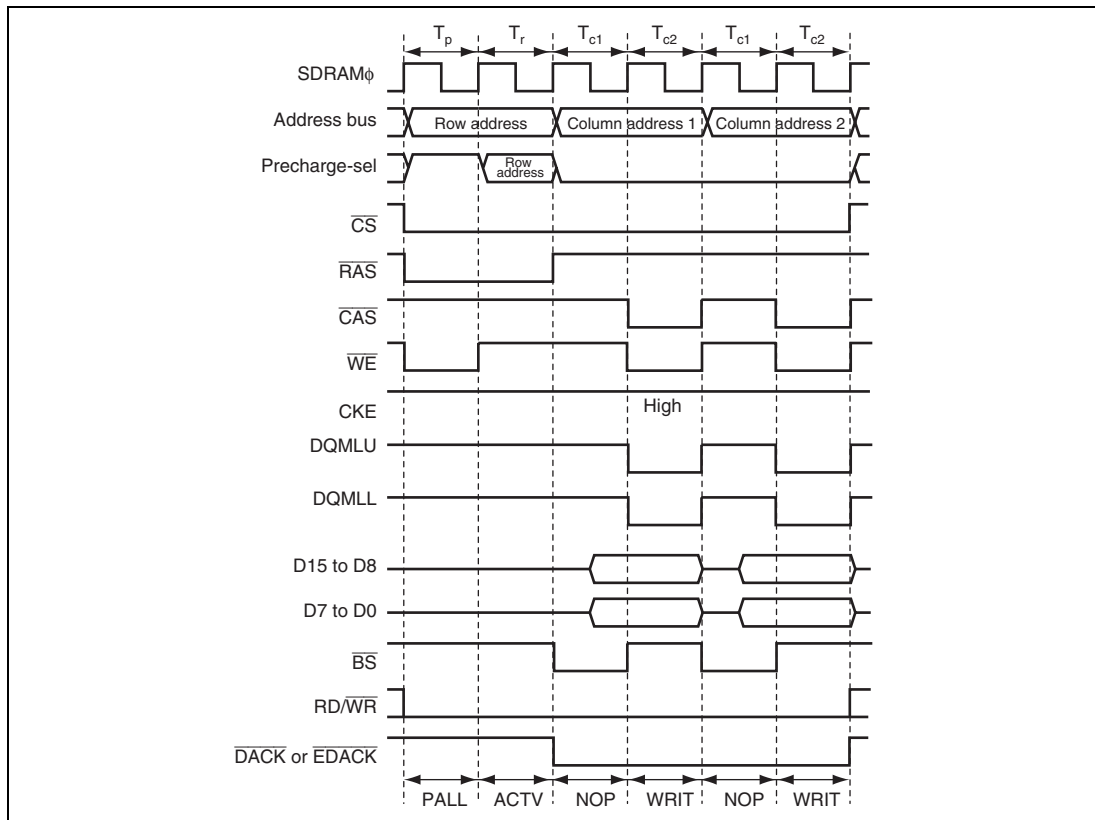 Tp Tr Tc1 Tc2 Tc1 Tc2
SDRAMϕ
Address bus Row address Column address 1 Column address 2
Precharge-sel Row
address
CS
RAS
CAS
WE
CKE High
DQMLU
DQMLL
D15 to D8
D7 to D0
BS
RD/WR
DACK or EDACK
PALL ACTV NOP WRIT NOP WRIT